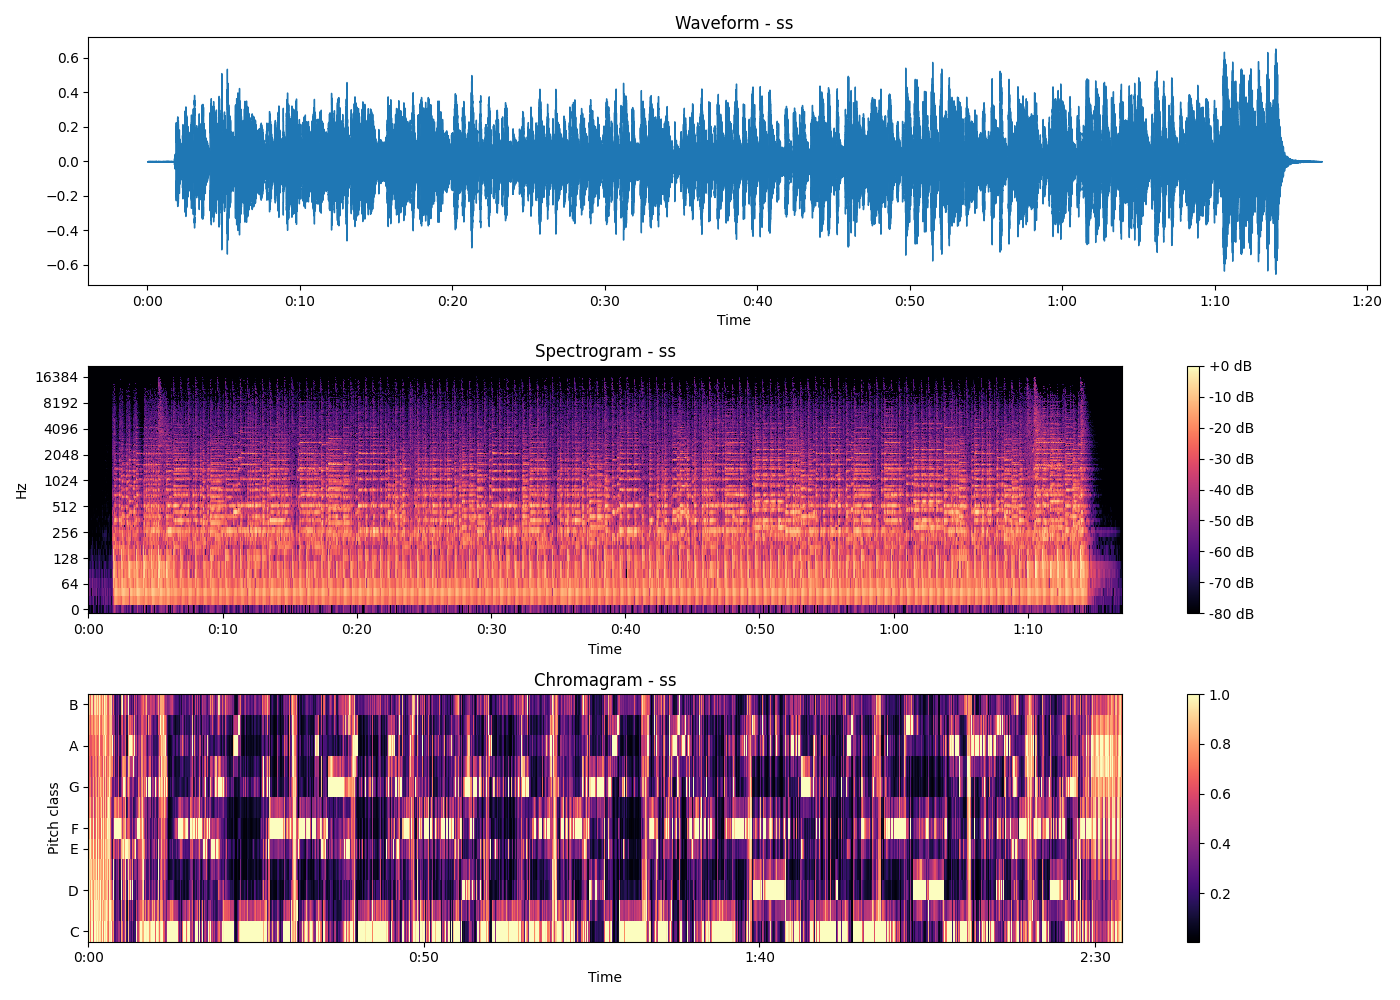 Waveform - ss
0.6
0.4
0.2
0.0
−0.2
−0.4
−0.6
0:00 0:10 0:20 0:30 0:40 0:50 1:00 1:10 1:20
Time
Spectrogram - ss
16384
8192
4096
2048
1024
512
256
128
64
0
Hz
0:00 0:10 0:20 0:30 0:40 0:50 1:00 1:10
Time
+0 dB
-10 dB
-20 dB
-30 dB
-40 dB
-50 dB
-60 dB
-70 dB
-80 dB
Chromagram - ss
B
A
G
F
E
D
C
Pitch class
0:00 0:50 1:40 2:30
Time
1.0
0.8
0.6
0.4
0.2